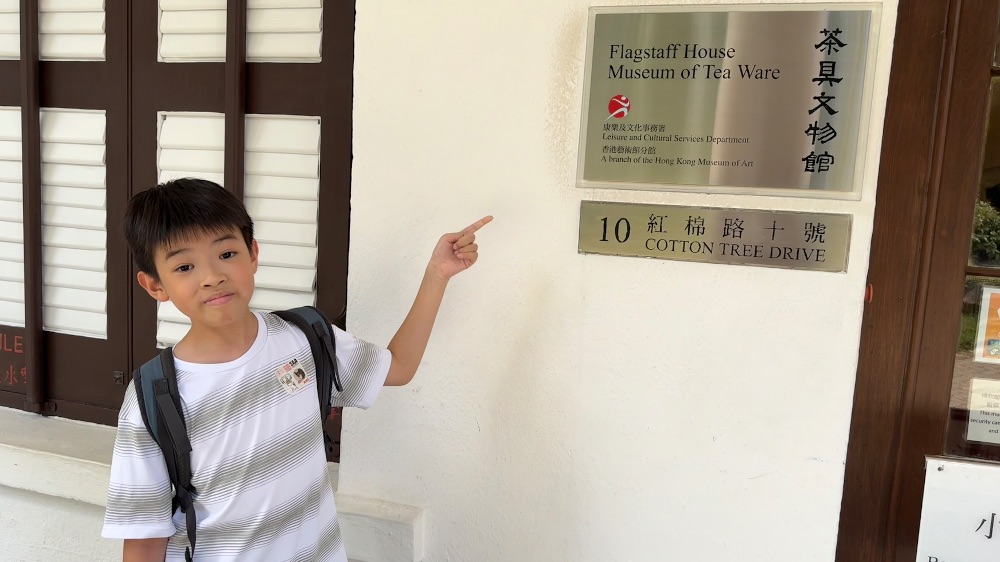 Flagstaff House
Museum of Tea Ware
茶具文物館
康樂及文化事務署
Leisure and Cultural Services Department
香港藝術館分館
A branch of the Hong Kong Museum of Art
10 紅棉路十號
COTTON TREE DRIVE
小